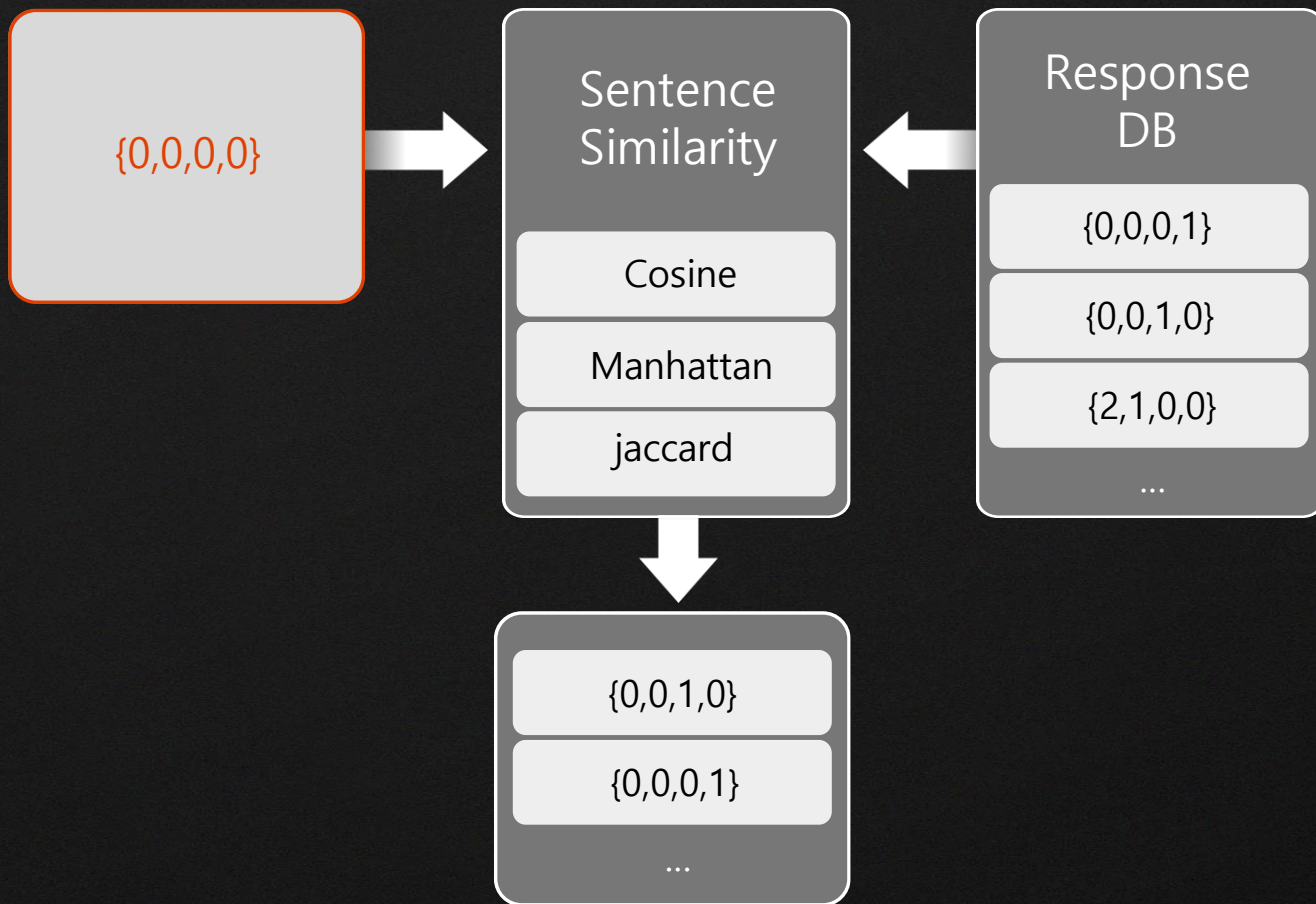 {0,0,0,0}
Sentence
Similarity
Cosine
Manhattan
jaccard
Response
DB
{0,0,0,1}
{0,0,1,0}
{2,1,0,0}
...
{0,0,1,0}
{0,0,0,1}
...